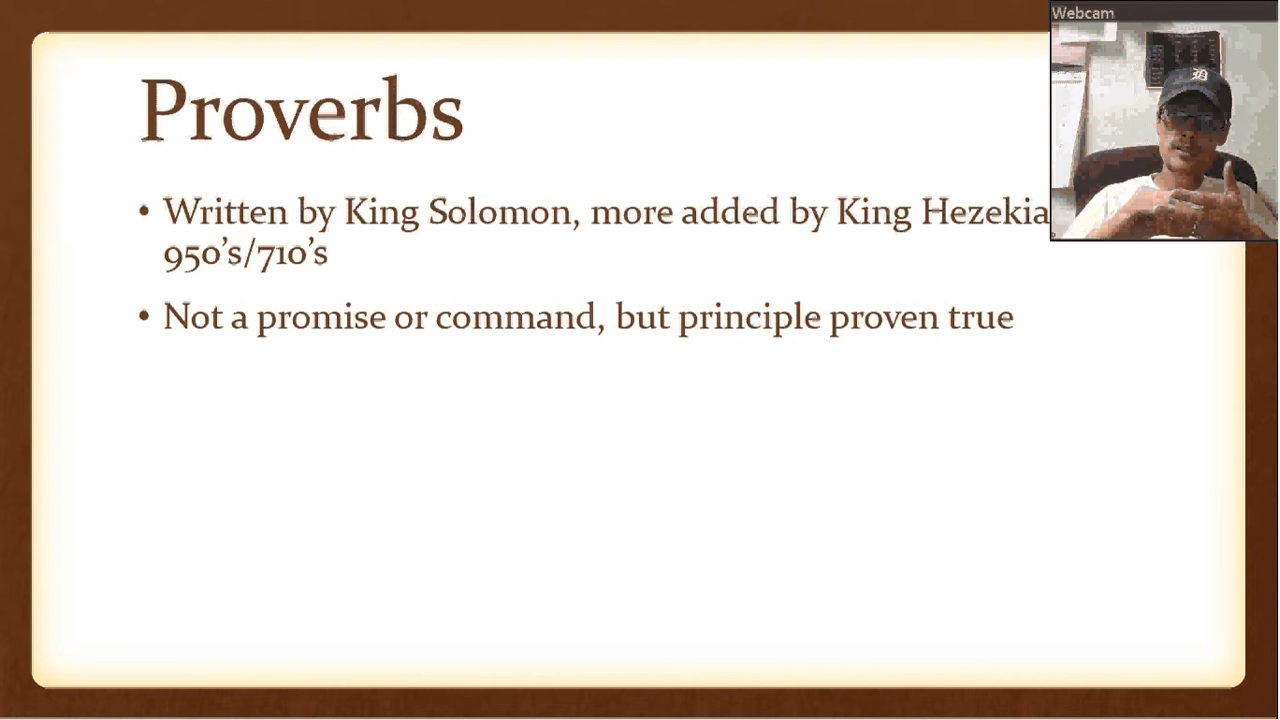 Webcam
Proverbs
• Written by King Solomon, more added by King Hezekia
950's/710's
• Not a promise or command, but principle proven true